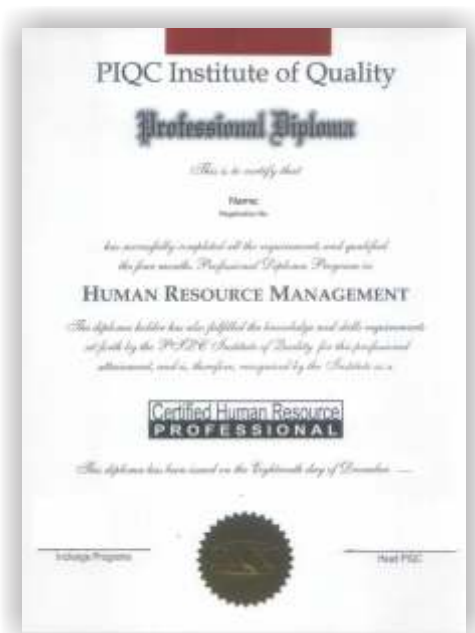 PIQC Institute of Quality
Professional Diploma
This is to certify that
Name:
Registration No.
has successfully completed all the requirements and qualified
the four months Professional Diploma Program in
HUMAN RESOURCE MANAGEMENT
The diploma holder has also fulfilled the knowledge and skills requirements
set forth by the PIQC Institute of Quality for this professional
attainment, and is, therefore, recognized by the Institute as a
Certified Human Resource
PROFESSIONAL
This diploma has been issued on the Eighteenth day of December
Incharge Programs
Head PIQC